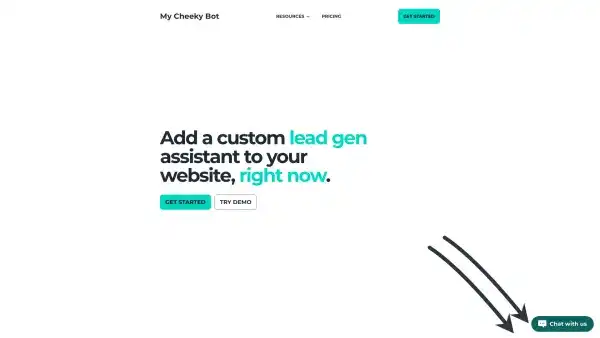 My Cheeky Bot
RESOURCES
PRICING
GET STARTED
Add a custom lead gen
assistant to your
website, right now.
GET STARTED
TRY DEMO
Chat with us